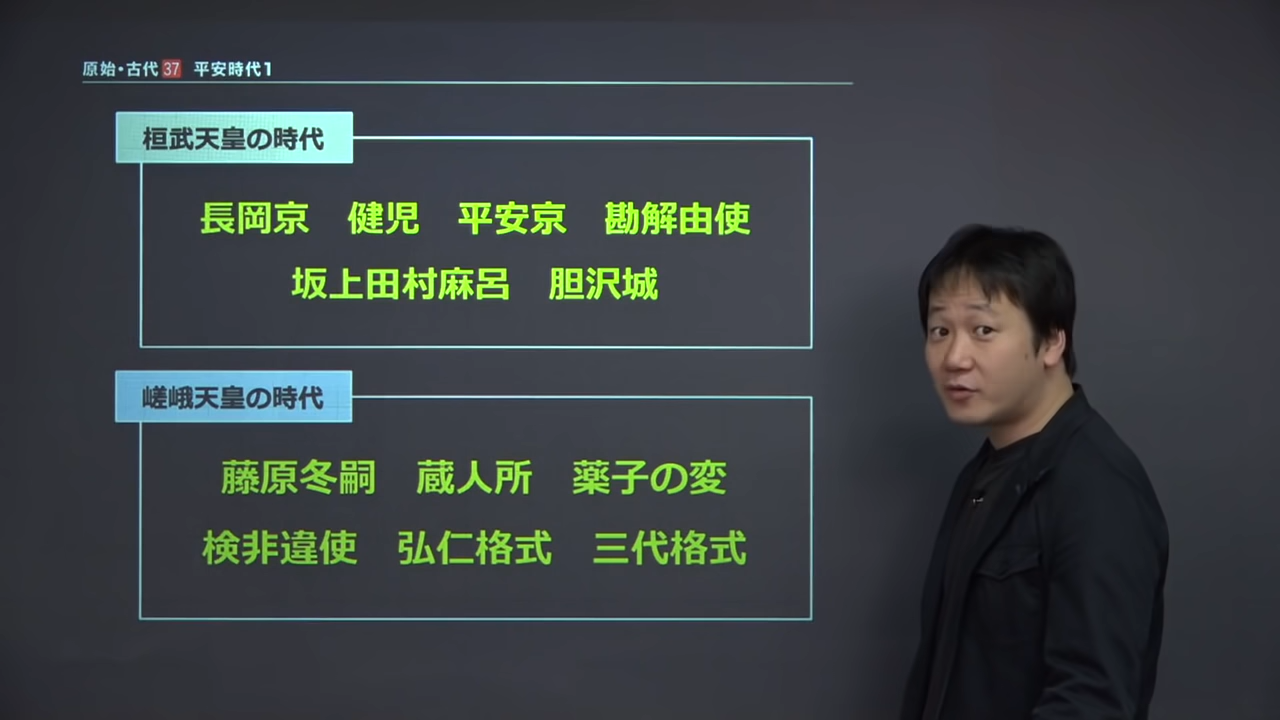 原始・古代 37 平安時代1
桓武天皇の時代
長岡京 健児 平安京 勘解由使
坂上田村麻呂 胆沢城
嵯峨天皇の時代
藤原冬嗣 蔵人所 薬子の変
検非違使 弘仁格式 三代格式